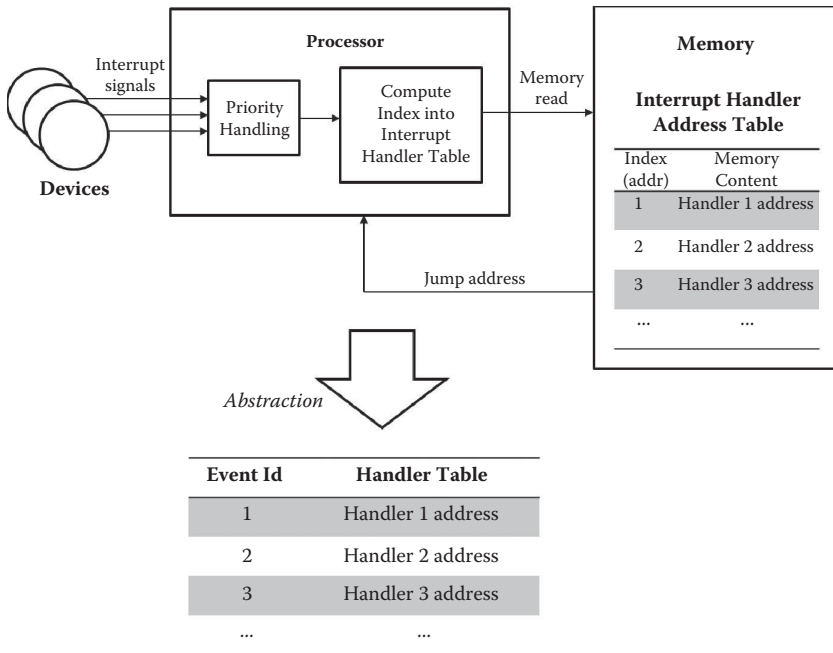 Processor
Memory
Interrupt
signals
Priority
Handling
Compute
Index into
Interrupt
Handler Table
Memory
read
Devices
Interrupt Handler
Address Table
Index Memory
(addr) Content
1 Handler 1 address
2 Handler 2 address
3 Handler 3 address
... ...
Jump address
Abstraction
Event Id Handler Table
1 Handler 1 address
2 Handler 2 address
3 Handler 3 address
... ...